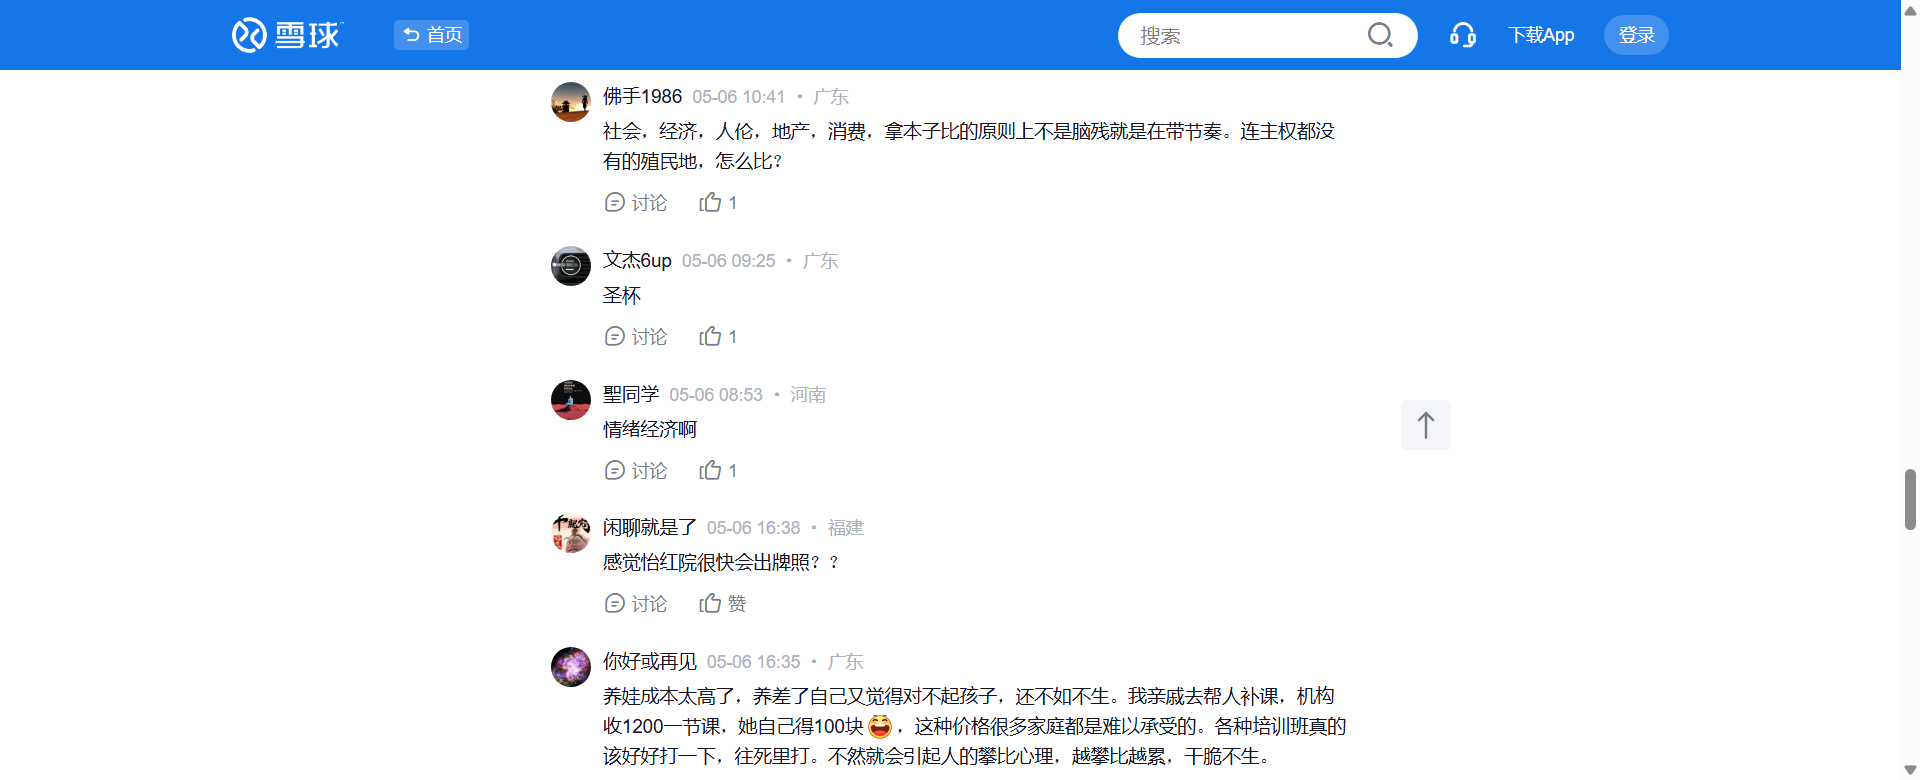 雪球
首页
搜索
下载App
登录
佛手1986 05-06 10:41 · 广东
社会，经济，人伦，地产，消费，拿本子比的原则上不是脑残就是在带节奏。连主权都没
有的殖民地，怎么比？
讨论 1
文杰6up 05-06 09:25 · 广东
圣杯
讨论 1
聖同学 05-06 08:53 · 河南
情绪经济啊
讨论 1
闲聊就是了 05-06 16:38 · 福建
感觉怡红院很快会出牌照？？
讨论 赞
你好或再见 05-06 16:35 · 广东
养娃成本太高了，养差了自己又觉得对不起孩子，还不如不生。我亲戚去帮人补课，机构
收1200一节课，她自己得100块，这种价格很多家庭都是难以承受的。各种培训班真的
该好好打一下，往死里打。不然就会引起人的攀比心理，越攀比越累，干脆不生。